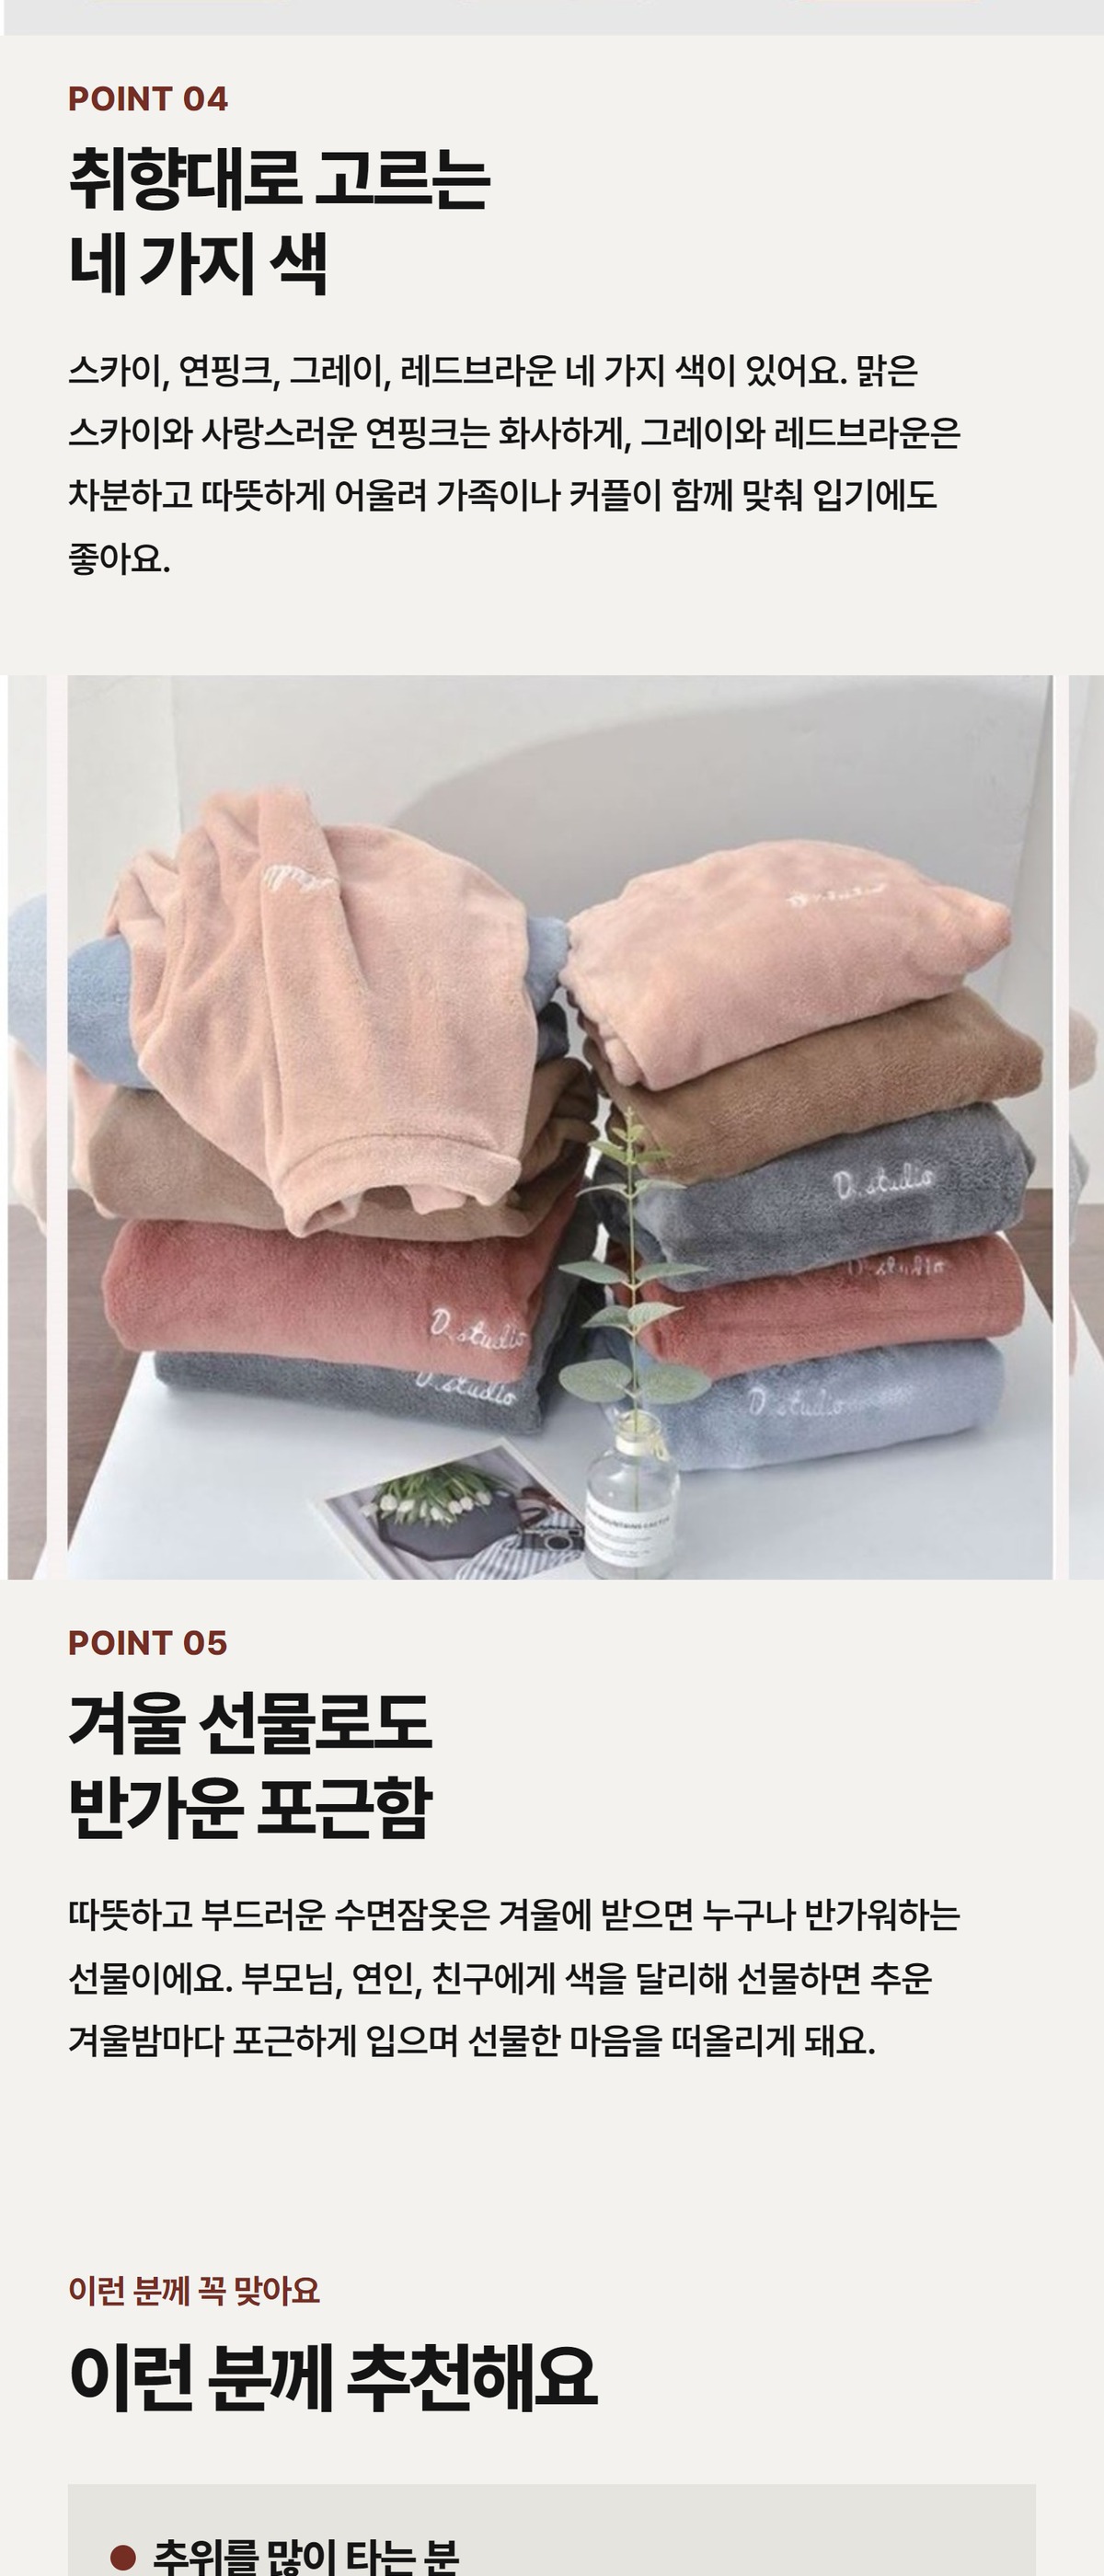 POINT 04
취향대로 고르는
네 가지 색
스카이, 연핑크, 그레이, 레드브라운 네 가지 색이 있어요. 맑은
스카이와 사랑스러운 연핑크는 화사하게, 그레이와 레드브라운은
차분하고 따뜻하게 어울려 가족이나 커플이 함께 맞춰 입기에도
좋아요.
D.studio
D.studio
D.studio
D.studio
D.studio
D.studio
POINT 05
겨울 선물로도
반가운 포근함
따뜻하고 부드러운 수면잠옷은 겨울에 받으면 누구나 반가워하는
선물이에요. 부모님, 연인, 친구에게 색을 달리해 선물하면 추운
겨울밤마다 포근하게 입으며 선물한 마음을 떠올리게 돼요.
이런 분께 꼭 맞아요
이런 분께 추천해요
추위를 많이 타는 분